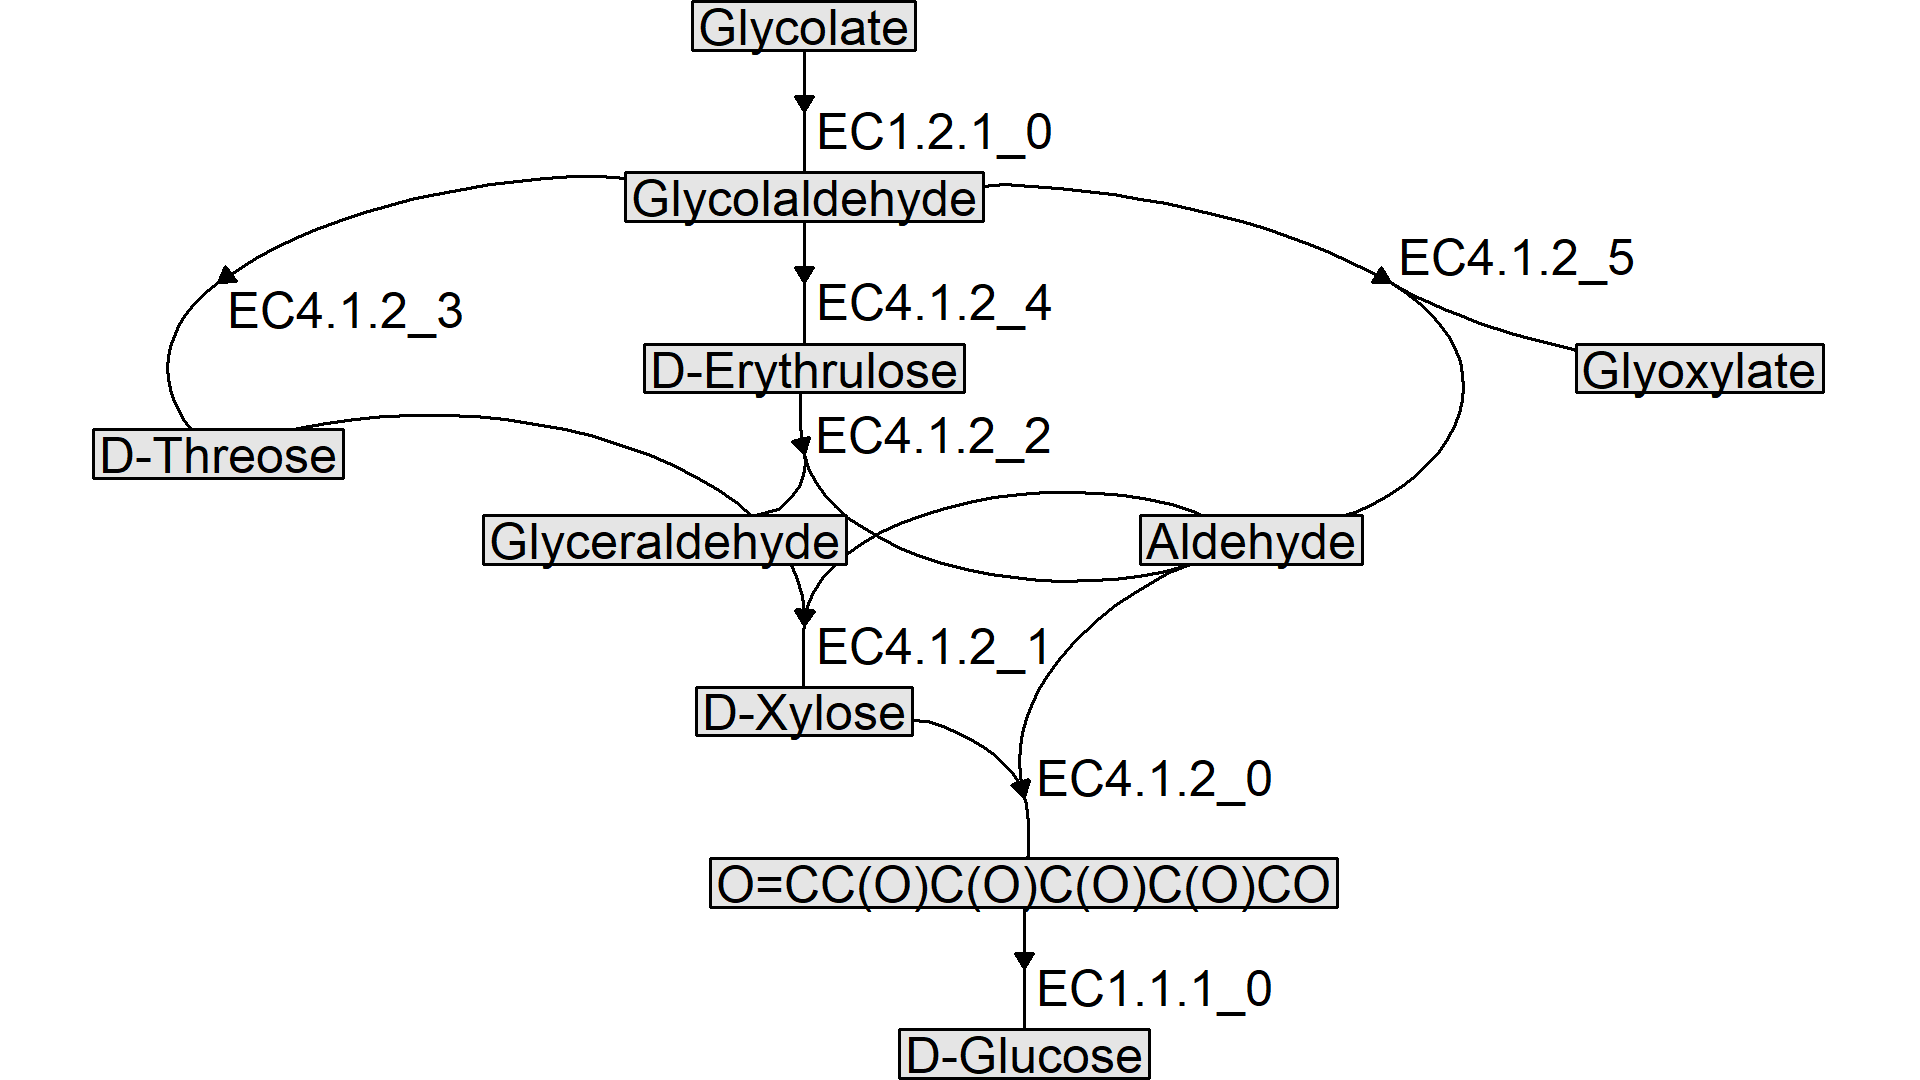 Glycolate
EC1.2.1_0
Glycolaldehyde
EC4.1.2_5
EC4.1.2_3
EC4.1.2_4
D-Erythrulose
Glyoxylate
EC4.1.2_2
D-Threose
Glyceraldehyde
Aldehyde
EC4.1.2_1
D-Xylose
EC4.1.2_0
O=CC(O)C(O)C(O)C(O)CO
EC1.1.1_0
D-Glucose